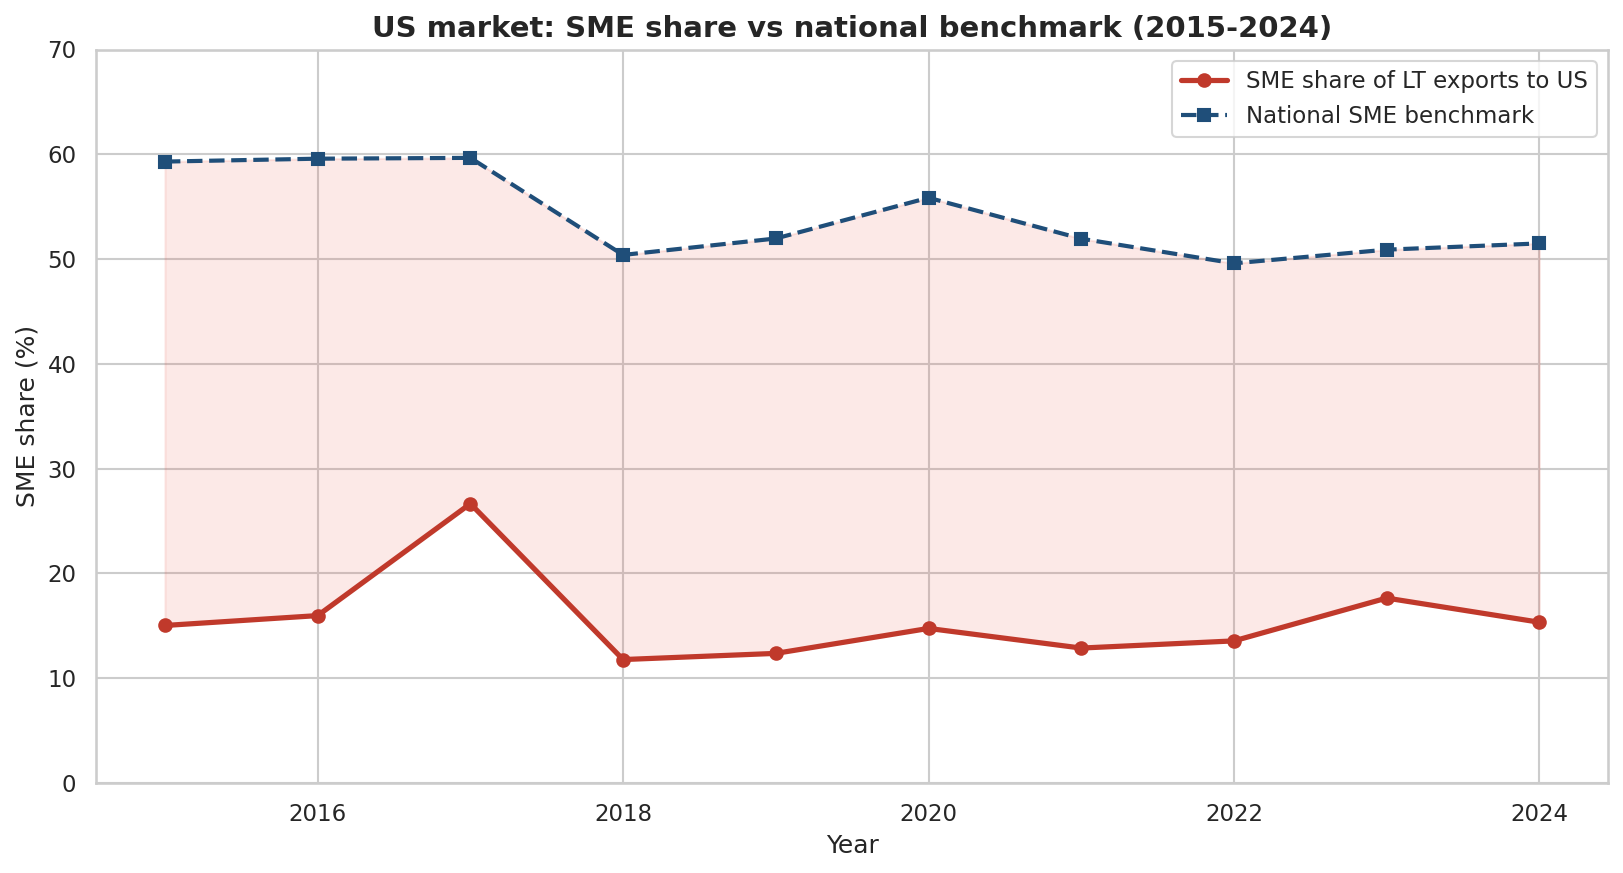 US market: SME share vs national benchmark (2015-2024)
SME share of LT exports to US
National SME benchmark
SME share (%)
70
60
50
40
30
20
10
0
2016 2018 2020 2022 2024
Year